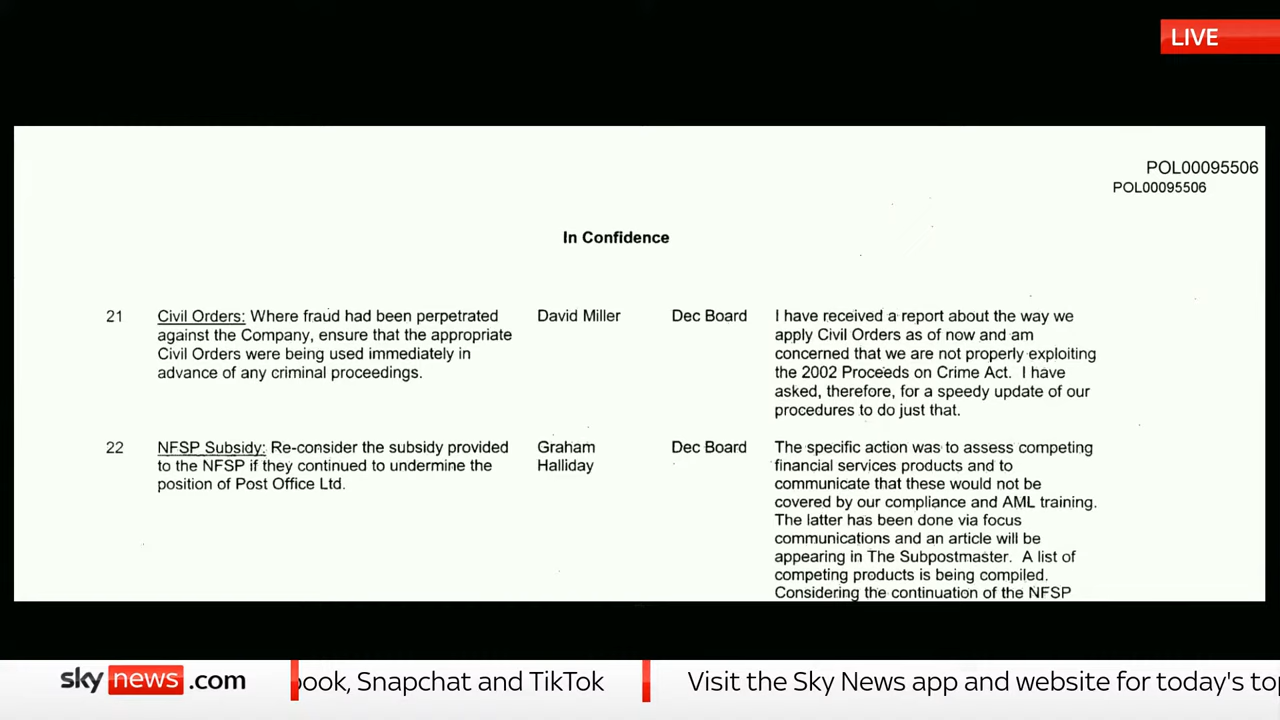 LIVE
POL00095506
POL00095506
In Confidence
21
Civil Orders: Where fraud had been perpetrated
against the Company, ensure that the appropriate
Civil Orders were being used immediately in
advance of any criminal proceedings.
David Miller
Dec Board
I have received a report about the way we
apply Civil Orders as of now and am
concerned that we are not properly exploiting
the 2002 Proceeds on Crime Act. I have
asked, therefore, for a speedy update of our
procedures to do just that.
22
NFSP Subsidy: Re-consider the subsidy provided
to the NFSP if they continued to undermine the
position of Post Office Ltd.
Graham
Halliday
Dec Board
The specific action was to assess competing
financial services products and to
communicate that these would not be
covered by our compliance and AML training.
The latter has been done via focus
communications and an article will be
appearing in The Subpostmaster. A list of
competing products is being compiled.
Considering the continuation of the NFSP
sky news .com
ook, Snapchat and TikTok
Visit the Sky News app and website for today's to